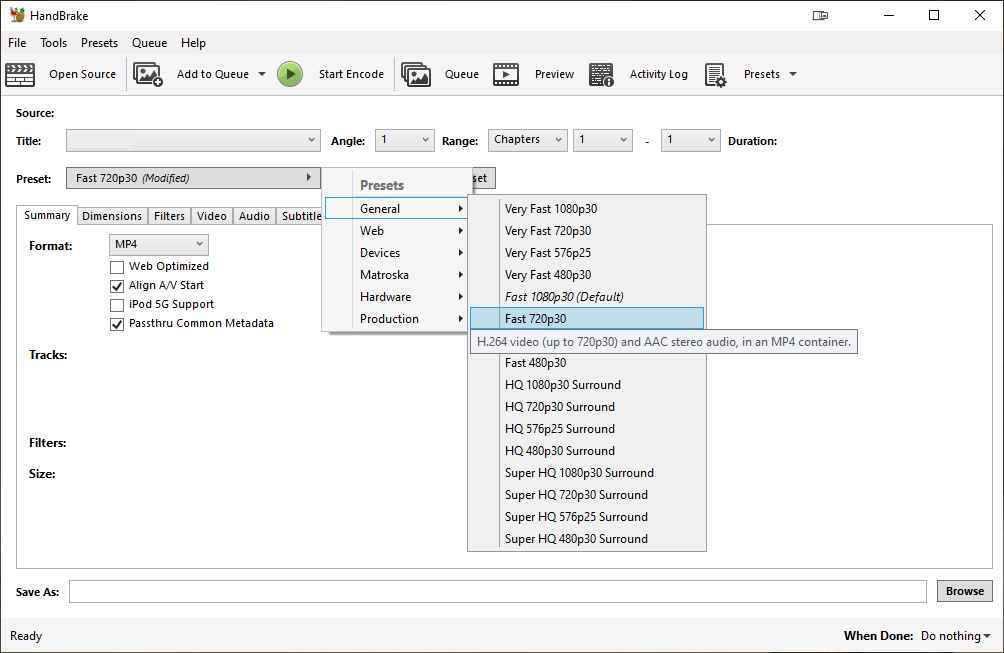 HandBrake
File Tools Presets Queue Help
Open Source Add to Queue Start Encode Queue Preview Activity Log Presets
Source:
Title: Angle: 1 Range: Chapters 1 - 1 Duration:
Preset: Fast 720p30 (Modified) set
Summary Dimensions Filters Video Audio Subtitle
Format: MP4
Web Optimized
Align A/V Start
iPod 5G Support
Passthru Common Metadata
Tracks:
Filters:
Size:
Presets
General
Web
Devices
Matroska
Hardware
Production
Very Fast 1080p30
Very Fast 720p30
Very Fast 576p25
Very Fast 480p30
Fast 1080p30 (Default)
Fast 720p30
H.264 video (up to 720p30) and AAC stereo audio, in an MP4 container.
Fast 480p30
HQ 1080p30 Surround
HQ 720p30 Surround
HQ 576p25 Surround
HQ 480p30 Surround
Super HQ 1080p30 Surround
Super HQ 720p30 Surround
Super HQ 576p25 Surround
Super HQ 480p30 Surround
Save As: Browse
Ready When Done: Do nothing